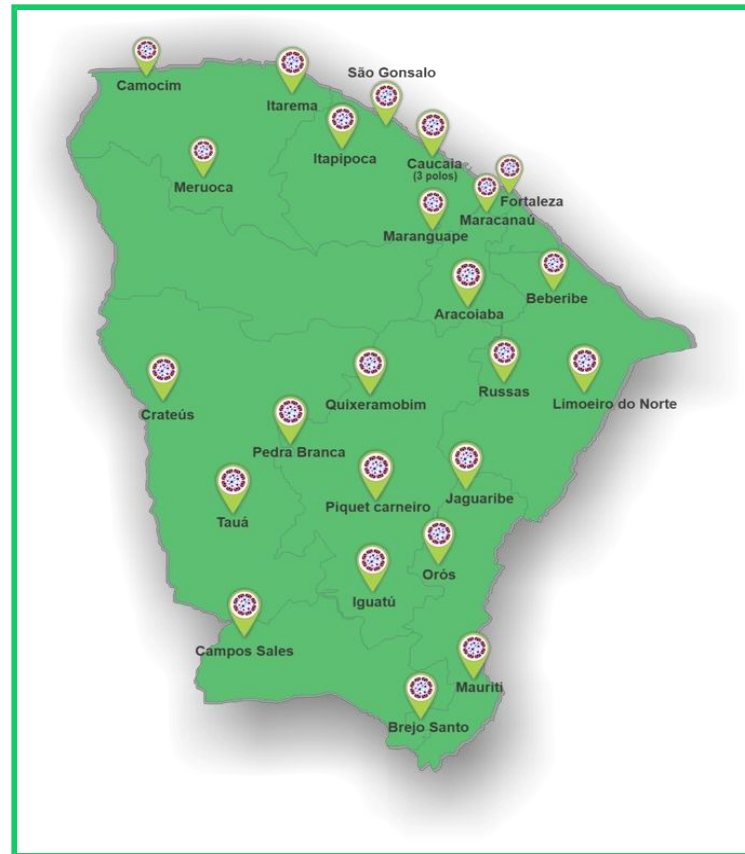 São Gonsalo
Camocim
Itarema
Itapipoca
Caucaia
(3 polos)
Meruoca
Fortaleza
Maracanaú
Maranguape
Beberibe
Aracoiaba
Russas
Quixeramobim
Limoeiro do Norte
Crateús
Pedra Branca
Jaguaribe
Piquet carneiro
Tauá
Orós
Iguatú
Campos Sales
Mauriti
Brejo Santo